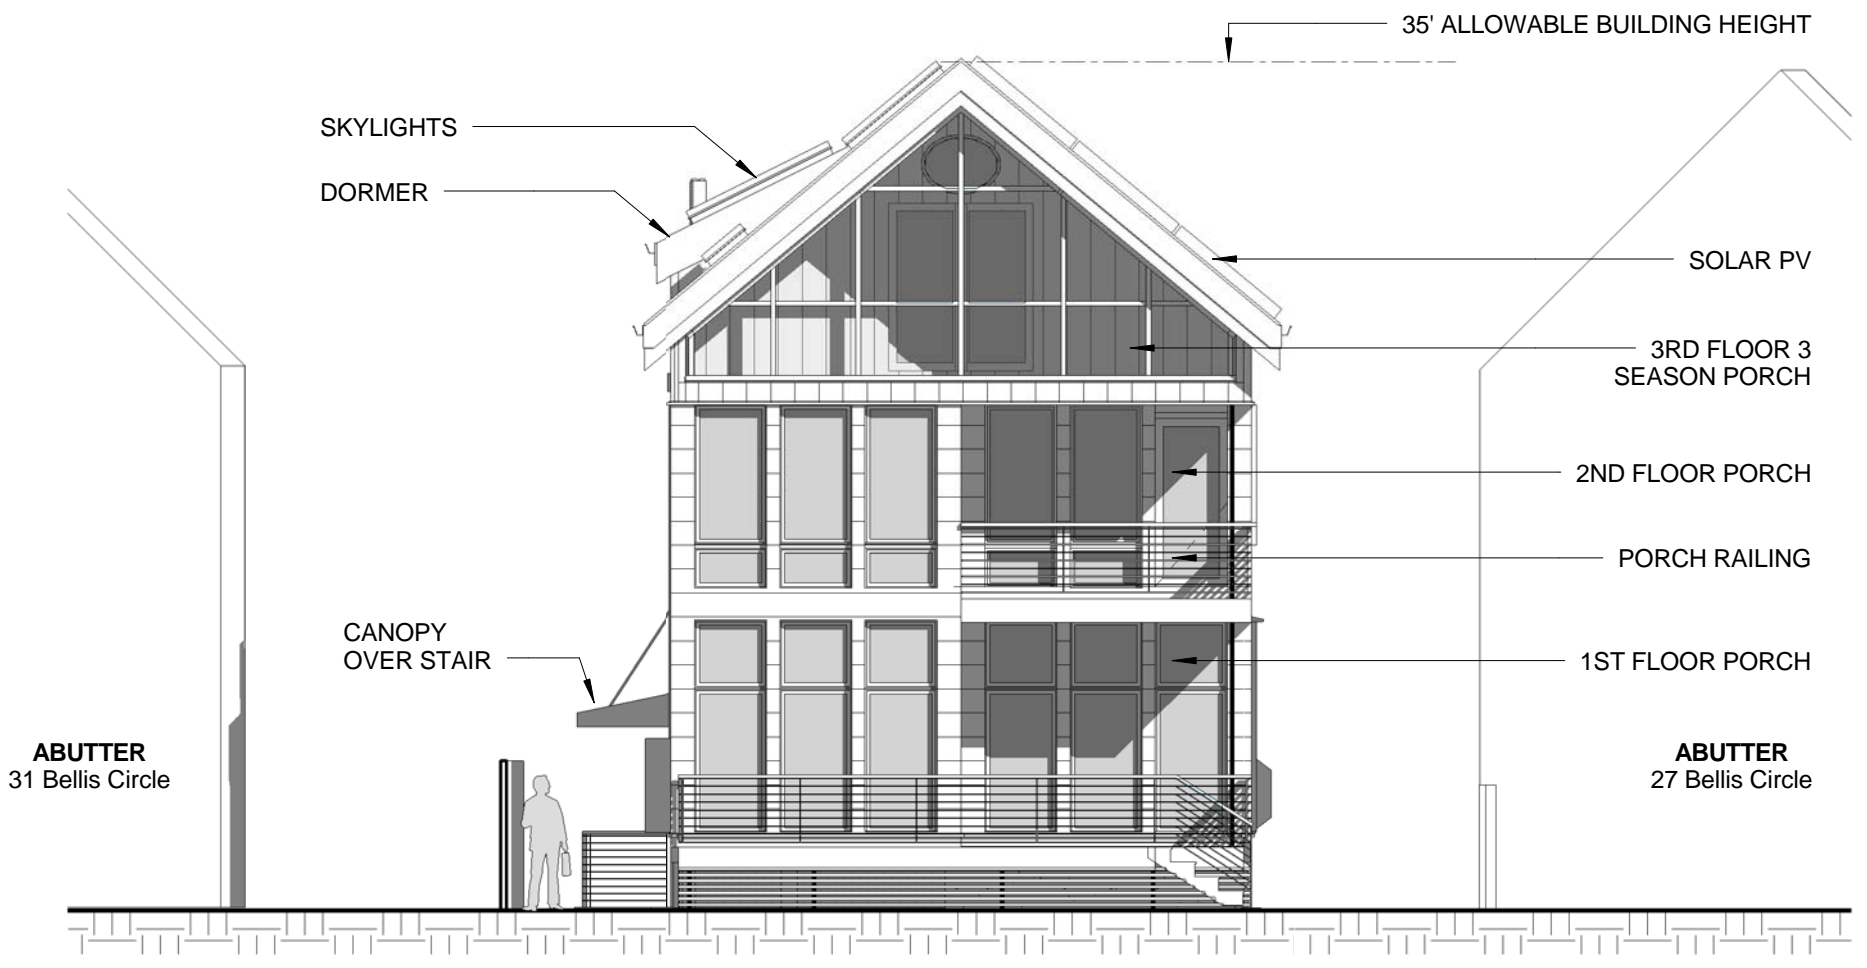 35' ALLOWABLE BUILDING HEIGHT
SKYLIGHTS
DORMER
SOLAR PV
3RD FLOOR 3
SEASON PORCH
2ND FLOOR PORCH
PORCH RAILING
CANOPY
OVER STAIR
1ST FLOOR PORCH
ABUTTER
31 Bellis Circle
ABUTTER
27 Bellis Circle